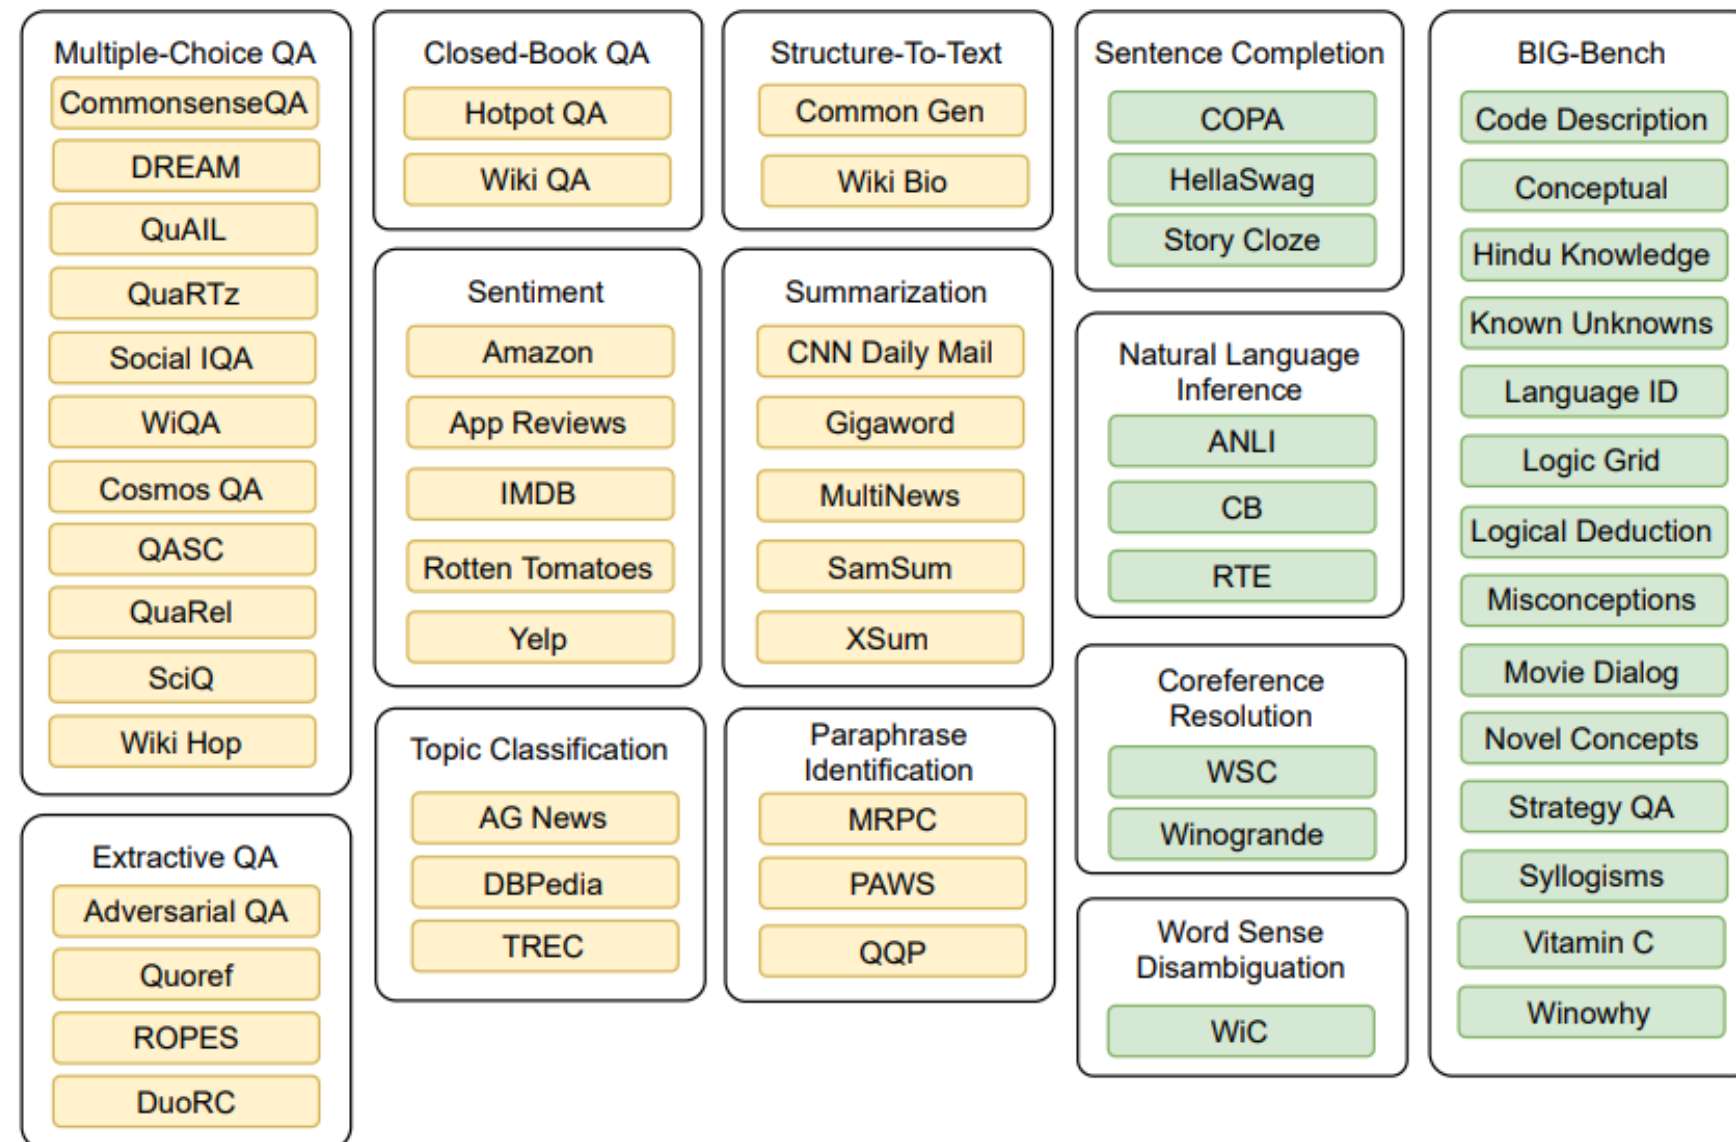 Multiple-Choice QA
CommonsenseQA
DREAM
QuAIL
QuaRTz
Social IQA
WiQA
Cosmos QA
QASC
QuaRel
SciQ
Wiki Hop
Extractive QA
Adversarial QA
Quoref
ROPES
DuoRC
Closed-Book QA
Hotpot QA
Wiki QA
Sentiment
Amazon
App Reviews
IMDB
Rotten Tomatoes
Yelp
Topic Classification
AG News
DBPedia
TREC
Structure-To-Text
Common Gen
Wiki Bio
Summarization
CNN Daily Mail
Gigaword
MultiNews
SamSum
XSum
Paraphrase
Identification
MRPC
PAWS
QQP
Sentence Completion
COPA
HellaSwag
Story Cloze
Natural Language
Inference
ANLI
CB
RTE
Coreference
Resolution
WSC
Winogrande
Word Sense
Disambiguation
WiC
BIG-Bench
Code Description
Conceptual
Hindu Knowledge
Known Unknowns
Language ID
Logic Grid
Logical Deduction
Misconceptions
Movie Dialog
Novel Concepts
Strategy QA
Syllogisms
Vitamin C
Winowhy